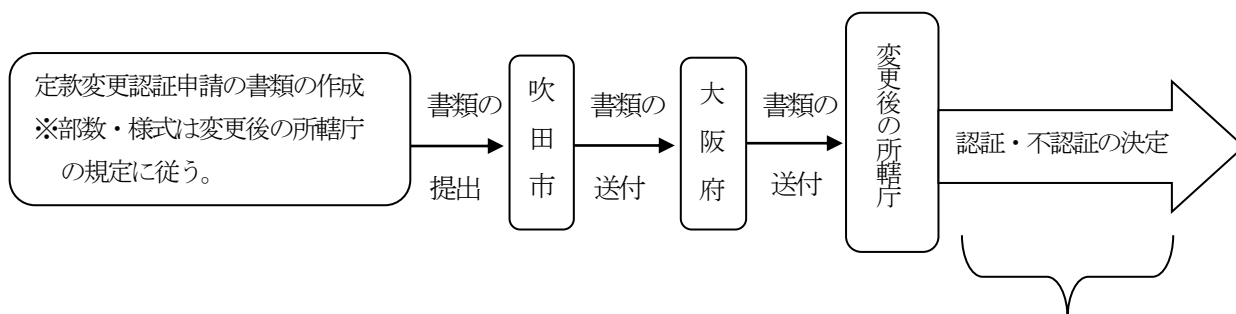 定款変更認証申請の書類の作成
※部数・様式は変更後の所轄庁
の規定に従う。
書類の
提出
吹田市
書類の
送付
大阪府
書類の
送付
変更後の所轄庁
認証・不認証の決定